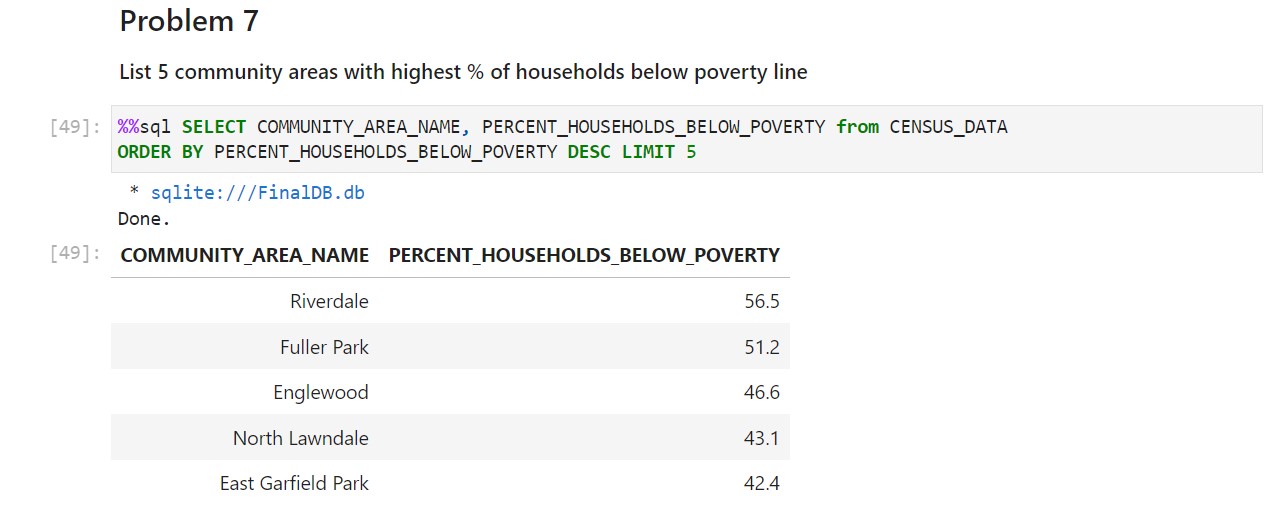 Problem 7
List 5 community areas with highest % of households below poverty line
[49]: %%sql SELECT COMMUNITY_AREA_NAME, PERCENT_HOUSEHOLDS_BELOW_POVERTY from CENSUS_DATA
ORDER BY PERCENT_HOUSEHOLDS_BELOW_POVERTY DESC LIMIT 5
* sqlite:///FinalDB.db
Done.
[49]: COMMUNITY_AREA_NAME PERCENT_HOUSEHOLDS_BELOW_POVERTY
Riverdale 56.5
Fuller Park 51.2
Englewood 46.6
North Lawndale 43.1
East Garfield Park 42.4